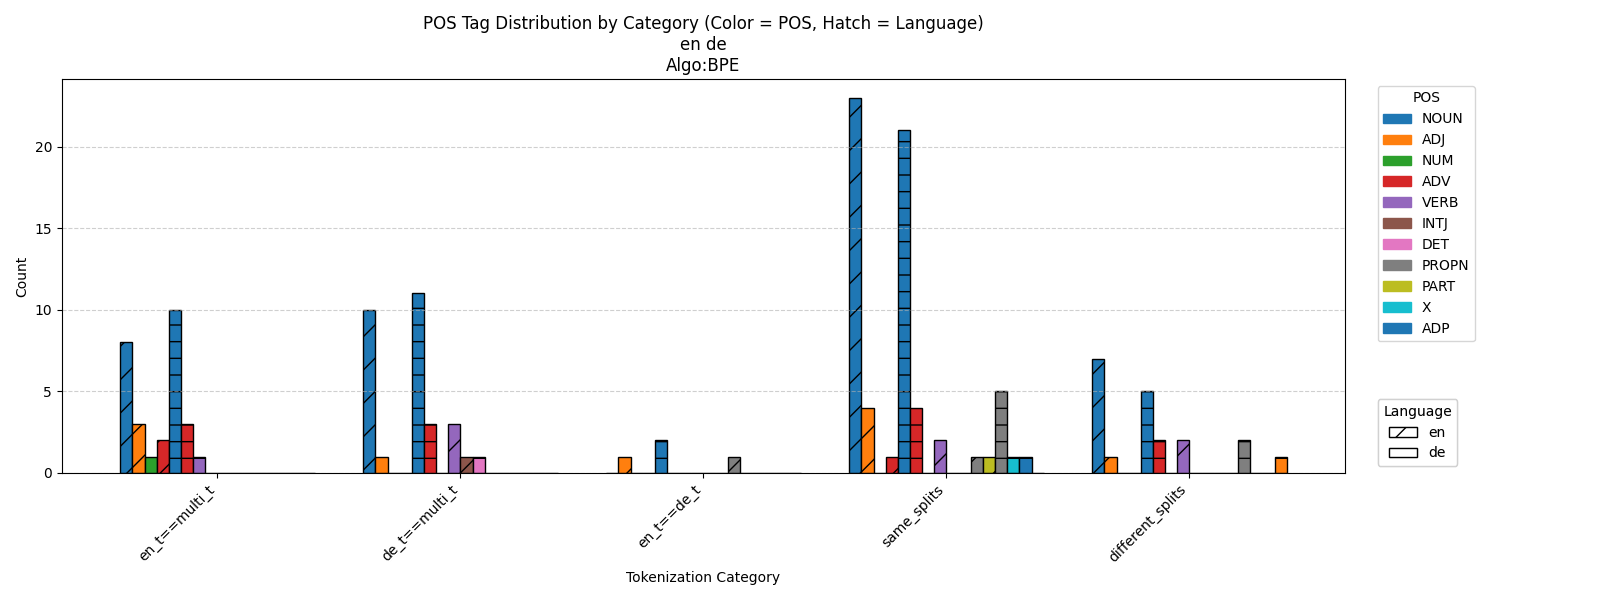 POS Tag Distribution by Category (Color = POS, Hatch = Language)
en de
Algo:BPE
Count
20
15
10
5
0
en_t==multi_t
de_t==multi_t
en_t==de_t
same_splits
different_splits
Tokenization Category
POS
NOUN
ADJ
NUM
ADV
VERB
INTJ
DET
PROPN
PART
X
ADP
Language
en
de